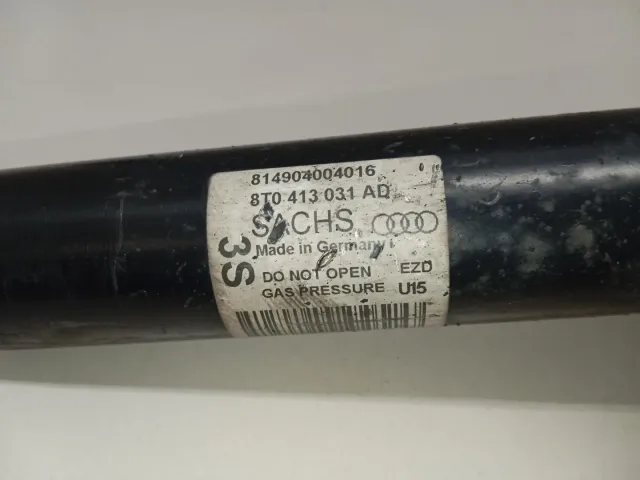 814904004016
8T0 413 031 AD
SACHS
Made in Germany
3S
DO NOT OPEN EZD
GAS PRESSURE U15